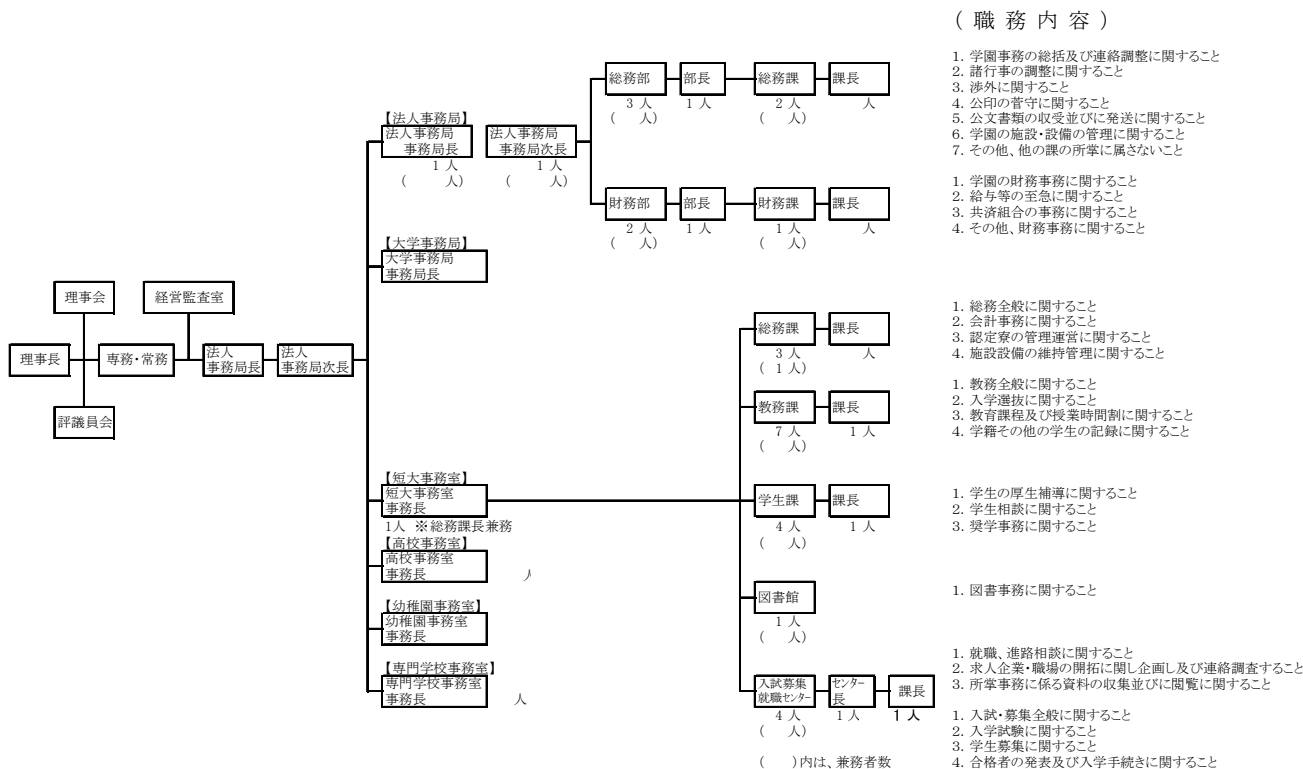 (職務内容)
総務部 部長 総務課 課長
3人 1人 2人 人
( 人) ( 人)
1. 学園事務の総括及び連絡調整に関すること
2. 諸行事の調整に関すること
3. 渉外に関すること
4. 公印の菅守に関すること
5. 公文書類の収受並びに発送に関すること
6. 学園の施設・設備の管理に関すること
7. その他、他の課の所掌に属さないこと
【法人事務局】
法人事務局
事務局長
1人
( 人)
法人事務局
事務局次長
1人
( 人)
財務部 部長 財務課 課長
2人 1人 1人 人
( 人) ( 人)
1. 学園の財務事務に関すること
2. 給与等の至急に関すること
3. 共済組合の事務に関すること
4. その他、財務事務に関すること
【大学事務局】
大学事務局
事務局長
理事会
経営監査室
理事長
専務・常務
法人
事務局長
法人
事務局次長
評議員会
総務課 課長
3人 人
(1人)
1. 総務全般に関すること
2. 会計事務に関すること
3. 認定寮の管理運営に関すること
4. 施設設備の維持管理に関すること
教務課 課長
7人 1人
( 人)
1. 教務全般に関すること
2. 入学選抜に関すること
3. 教育課程及び授業時間割に関すること
4. 学籍その他の学生の記録に関すること
【短大事務室】
短大事務室
事務長
1人 ※総務課長兼務
学生課 課長
4人 1人
( 人)
1. 学生の厚生補導に関すること
2. 学生相談に関すること
3. 奨学事務に関すること
【高校事務室】
高校事務室
事務長
人
図書館
1人
( 人)
1. 図書事務に関すること
【幼稚園事務室】
幼稚園事務室
事務長
【専門学校事務室】
専門学校事務室
事務長
人
入試募集
就職センター
センター
長
課長
4人 1人 1人
( 人)
1. 就職、進路相談に関すること
2. 求人企業・職場の開拓に関し企画し及び連絡調査すること
3. 所掌事務に係る資料の収集並びに閲覧に関すること
1. 入試・募集全般に関すること
2. 入学試験に関すること
3. 学生募集に関すること
4. 合格者の発表及び入学手続きに関すること
( )内は、兼務者数